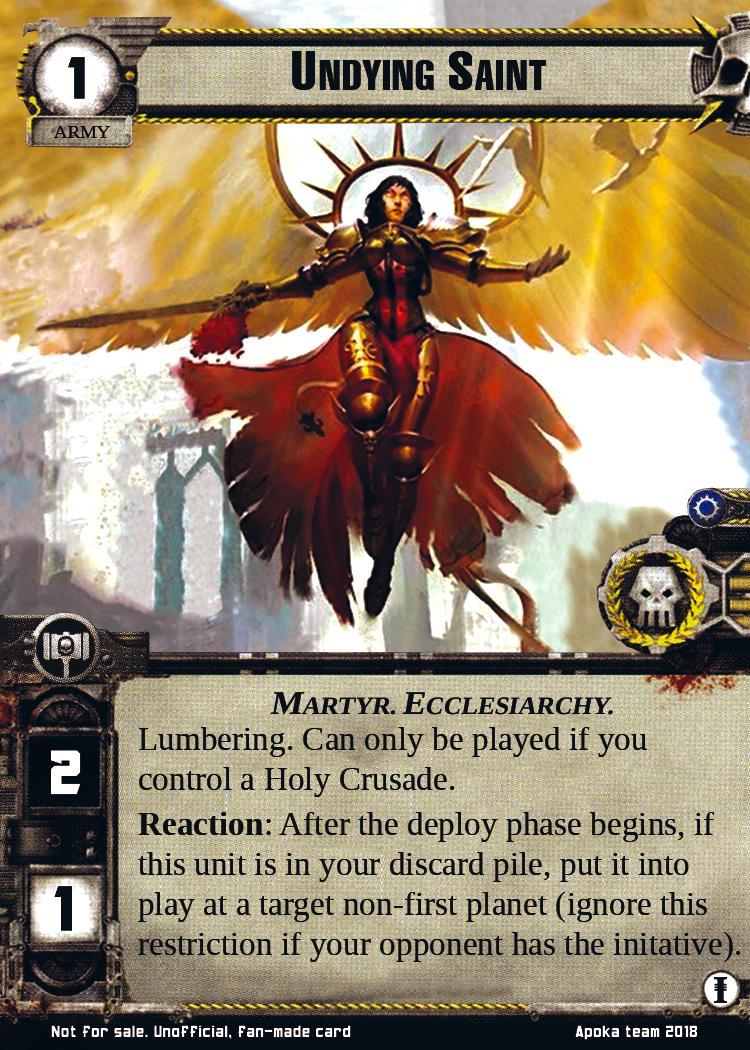 1
UNDYING SAINT
ARMY
MARTYR. ECCLESIARCHY.
Lumbering. Can only be played if you
control a Holy Crusade.
2
Reaction: After the deploy phase begins, if
this unit is in your discard pile, put it into
play at a target non-first planet (ignore this
restriction if your opponent has the initative).
1
I
Not for sale. Unofficial, fan-made card
Apoka team 2018